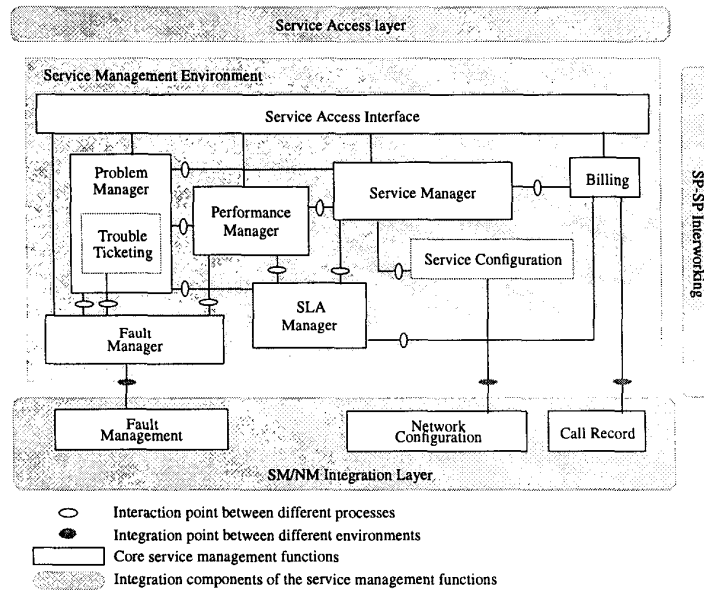 Service Access layer
Service Management Environment
Service Access Interface
Problem
Manager
Trouble
Ticketing
Performance
Manager
Service Manager
Billing
Service Configuration
SLA
Manager
Fault
Manager
SP-SP Interworking
Fault
Management
Network
Configuration
Call Record
SM/NM Integration Layer
Interaction point between different processes
Integration point between different environments
Core service management functions
Integration components of the service management functions